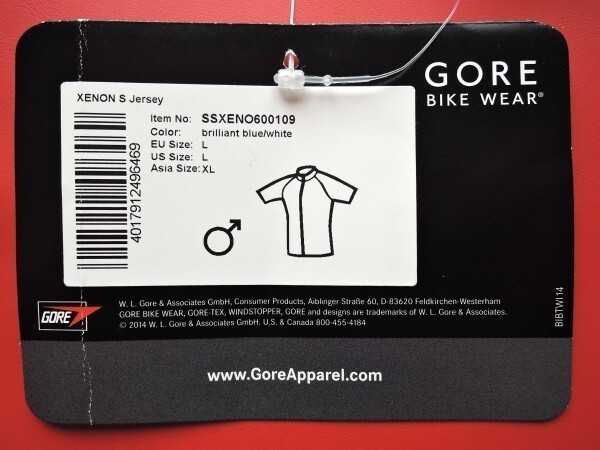 GORE
BIKE WEAR®
XENON S Jersey
Item No: SSXENO600109
Color: brilliant blue/white
EU Size: L
US Size: L
Asia Size: XL
4017912496469
GORE
W. L. Gore & Associates GmbH, Consumer Products, Aiblinger Straße 60, D-83620 Feldkirchen-Westerham
GORE BIKE WEAR, GORE-TEX, WINDSTOPPER, GORE and designs are trademarks of W. L. Gore & Associates.
© 2014 W. L. Gore & Associates GmbH. U.S. & Canada 800-455-4184
BIBTWI14
www.GoreApparel.com